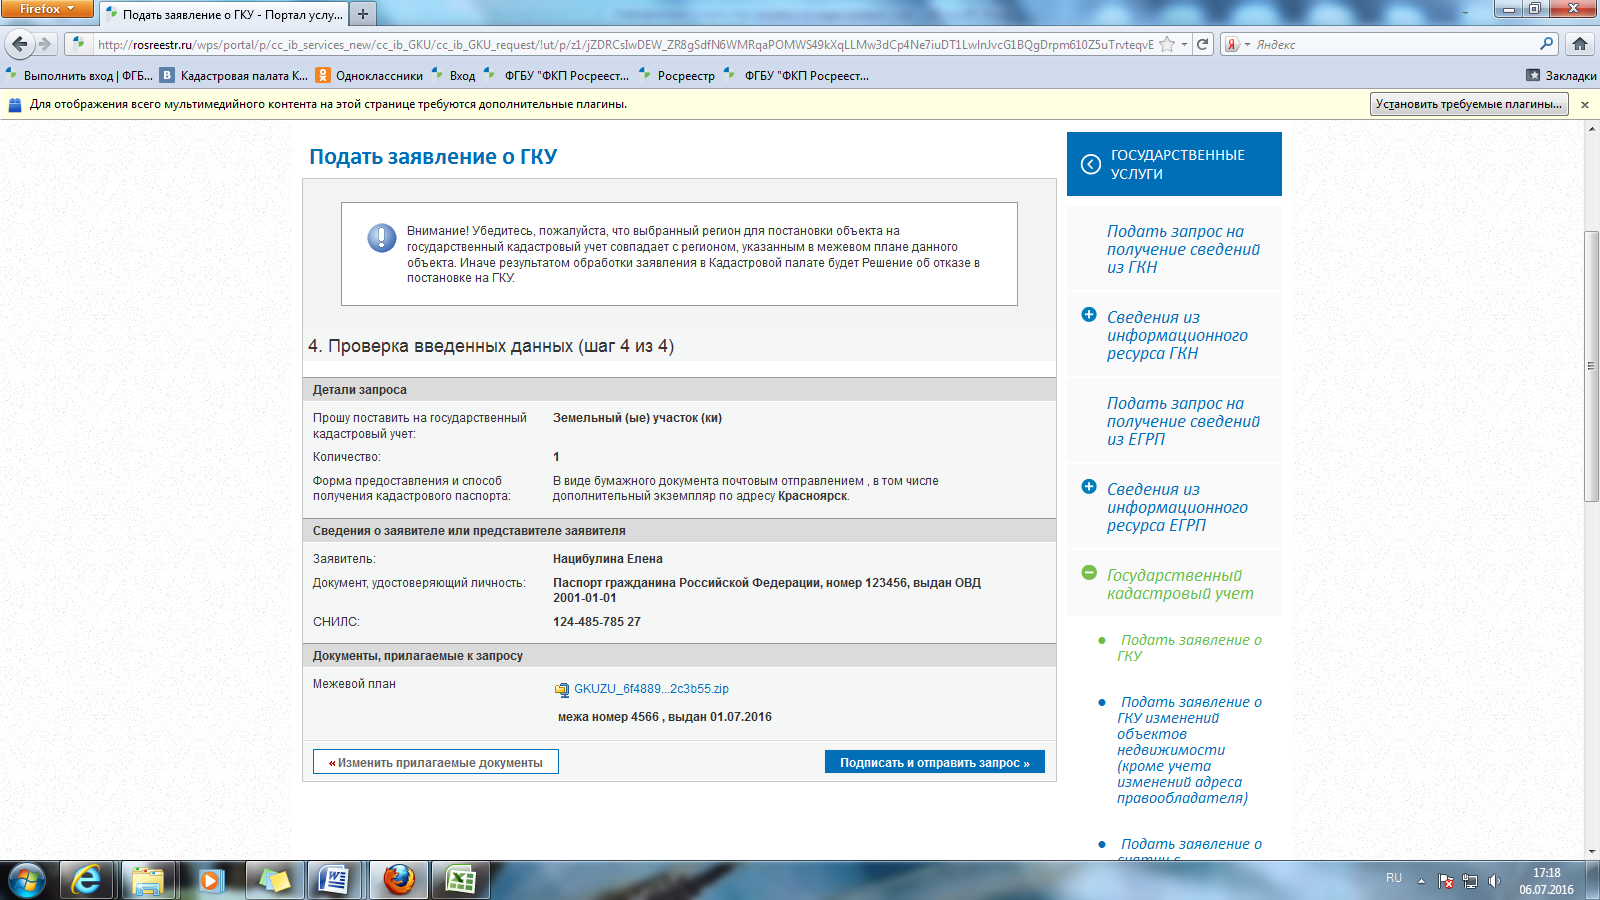 Firefox
Подать заявление о ГКУ - Портал услу...
http://rosreestr.ru/wps/portal/p/cc_ib_services_new/cc_ib_GKU/cc_ib_GKU_request/!ut/p/z1/jZDRCsIwDEW_ZR8gSdfN6WMRqaPOMWS49kXqLLMw3dCp4Ne7iuDT1LwlnJvcG1BQgDrpm610Z5uTrvteqvE
Яндекс
Выполнить вход | ФГБ...
Кадастровая палата К...
Одноклассники
Вход
ФГБУ "ФКП Росреест...
Росреестр
ФГБУ "ФКП Росреест...
Закладки
Для отображения всего мультимедийного контента на этой странице требуются дополнительные плагины.
Установить требуемые плагины...
Подать заявление о ГКУ
Внимание! Убедитесь, пожалуйста, что выбранный регион для постановки объекта на
государственный кадастровый учет совпадает с регионом, указанным в межевом плане данного
объекта. Иначе результатом обработки заявления в Кадастровой палате будет Решение об отказе в
постановке на ГКУ.
4. Проверка введенных данных (шаг 4 из 4)
Детали запроса
Прошу поставить на государственный
кадастровый учет:
Земельный (ые) участок (ки)
Количество:
1
Форма предоставления и способ
получения кадастрового паспорта:
В виде бумажного документа почтовым отправлением , в том числе
дополнительный экземпляр по адресу Красноярск.
Сведения о заявителе или представителе заявителя
Заявитель:
Нацибулина Елена
Документ, удостоверяющий личность:
Паспорт гражданина Российской Федерации, номер 123456, выдан ОВД
2001-01-01
СНИЛС:
124-485-785 27
Документы, прилагаемые к запросу
Межевой план
GKUZU_6f4889...2c3b55.zip
межа номер 4566 , выдан 01.07.2016
« Изменить прилагаемые документы
Подписать и отправить запрос »
ГОСУДАРСТВЕННЫЕ
УСЛУГИ
Подать запрос на
получение сведений
из ГКН
Сведения из
информационного
ресурса ГКН
Подать запрос на
получение сведений
из ЕГРП
Сведения из
информационного
ресурса ЕГРП
Государственный
кадастровый учет
Подать заявление о
ГКУ
Подать заявление о
ГКУ изменений
объектов
недвижимости
(кроме учета
изменений адреса
правообладателя)
Подать заявление о
снятии с
RU
17:18
06.07.2016